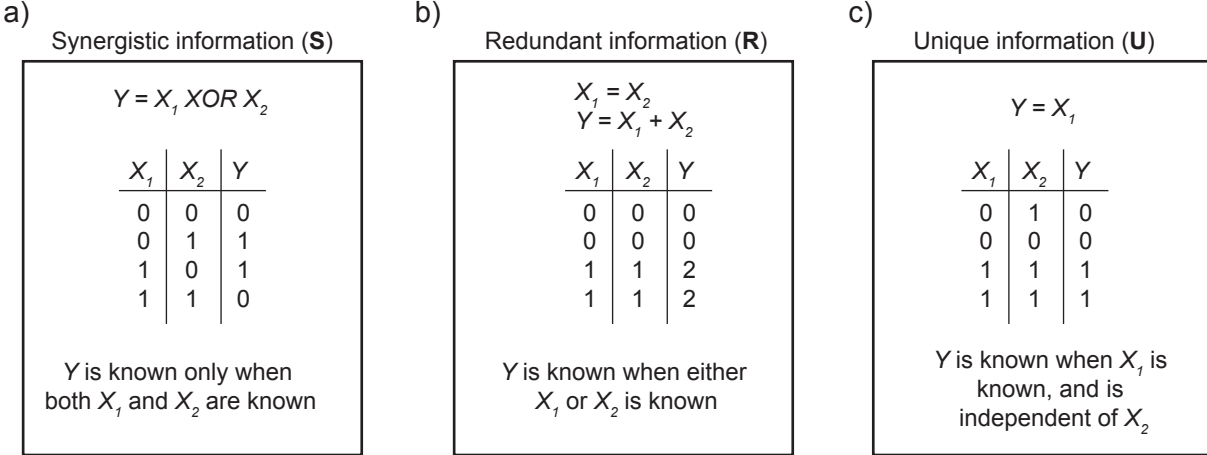 a)
Synergistic information (S)
Y = X1 XOR X2
X1 X2 Y
0 0 0
0 1 1
1 0 1
1 1 0
Y is known only when
both X1 and X2 are known
b)
Redundant information (R)
X1 = X2
Y = X1 + X2
X1 X2 Y
0 0 0
0 0 0
1 1 2
1 1 2
Y is known when either
X1 or X2 is known
c)
Unique information (U)
Y = X1
X1 X2 Y
0 1 0
0 0 0
1 1 1
1 1 1
Y is known when X1 is
known, and is
independent of X2